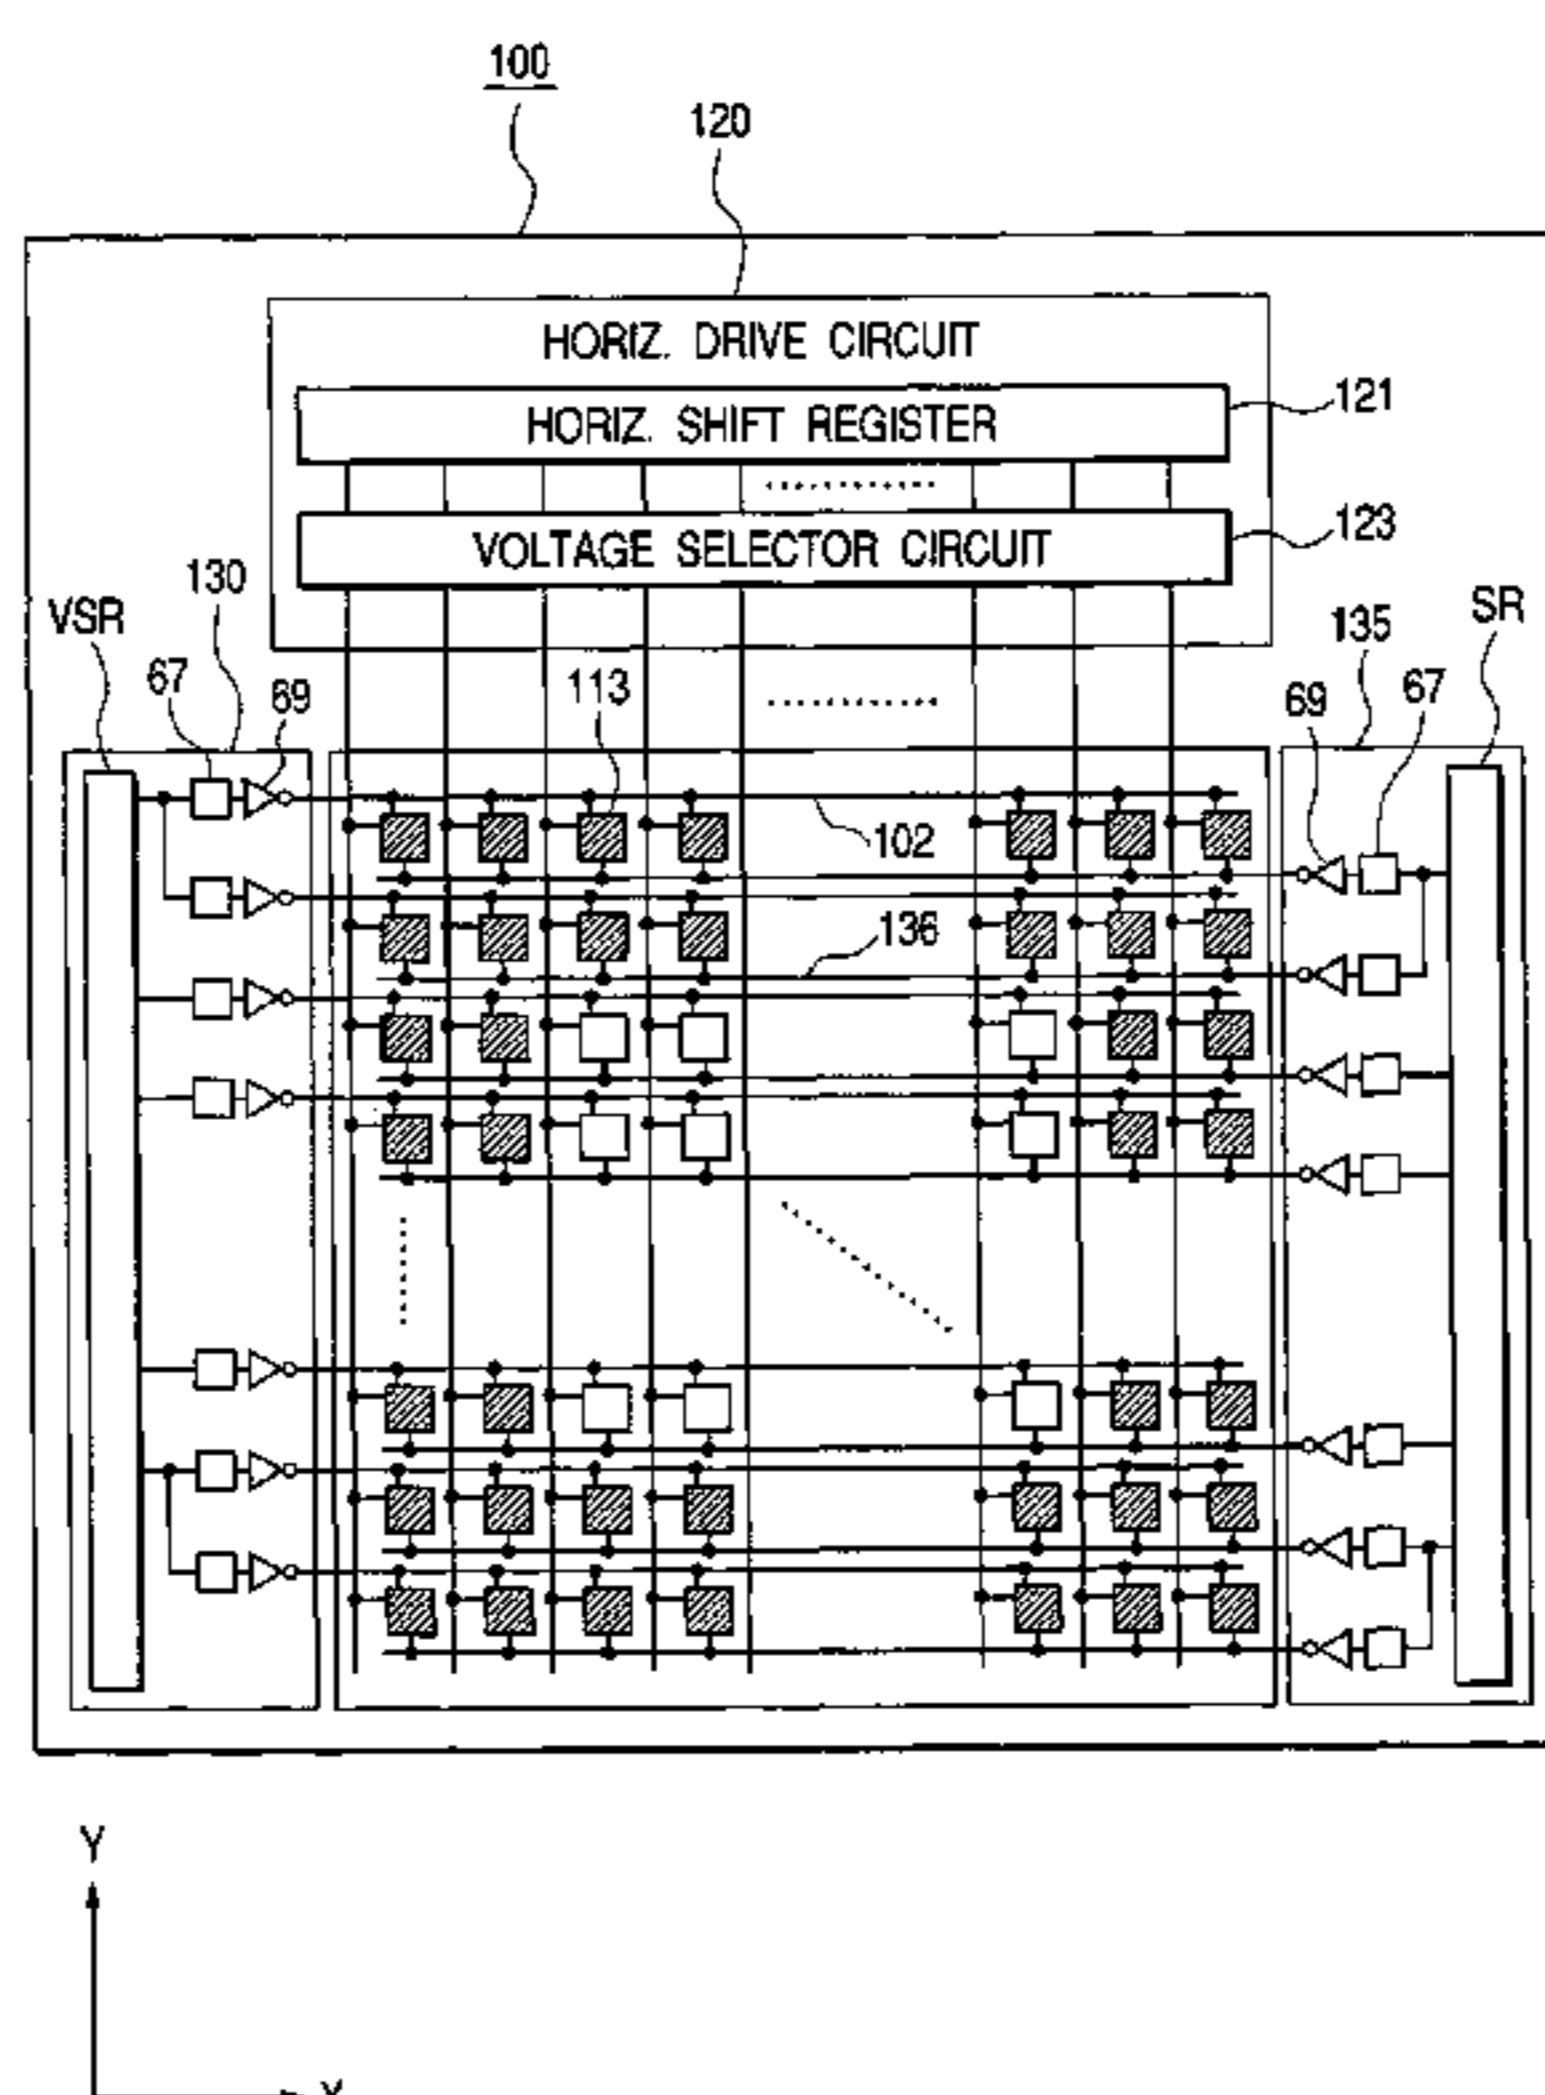 100
120
HORIZ. DRIVE CIRCUIT
HORIZ. SHIFT REGISTER
121
VOLTAGE SELECTOR CIRCUIT
123
VSR
130
67
69
113
69
135
67
SR
102
136
Y
X